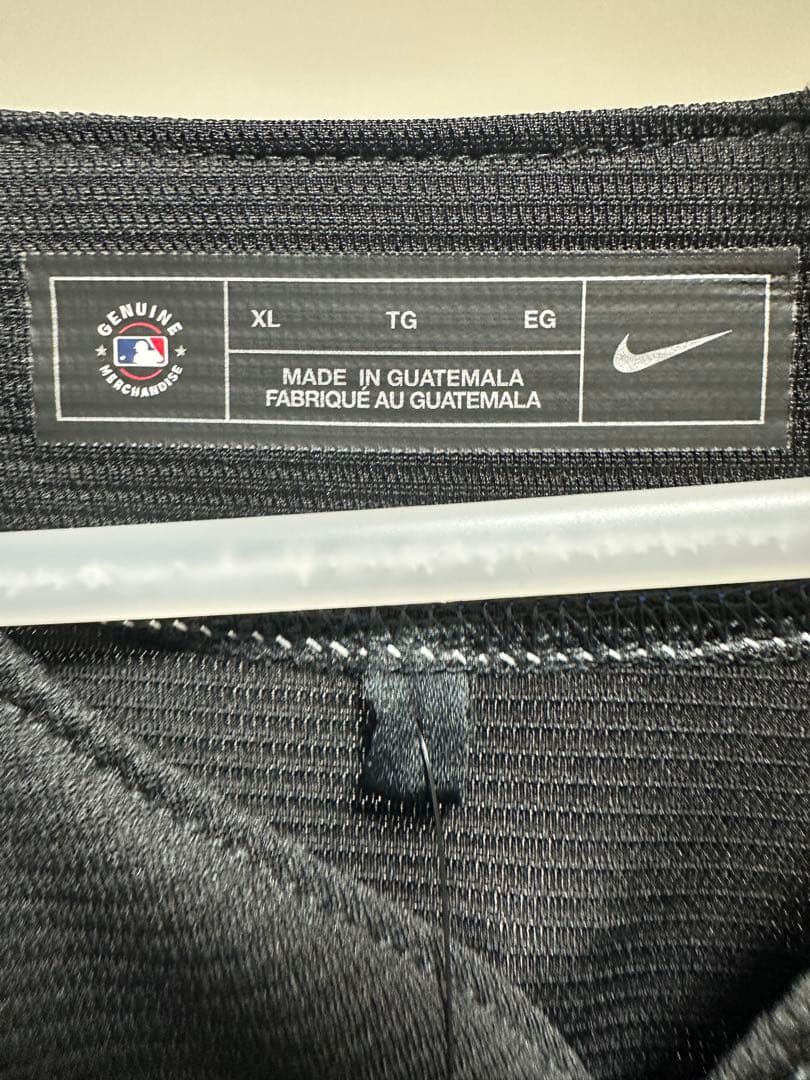 GENUINE
MERCHANDISE
XL TG EG
MADE IN GUATEMALA
FABRIQUÉ AU GUATEMALA